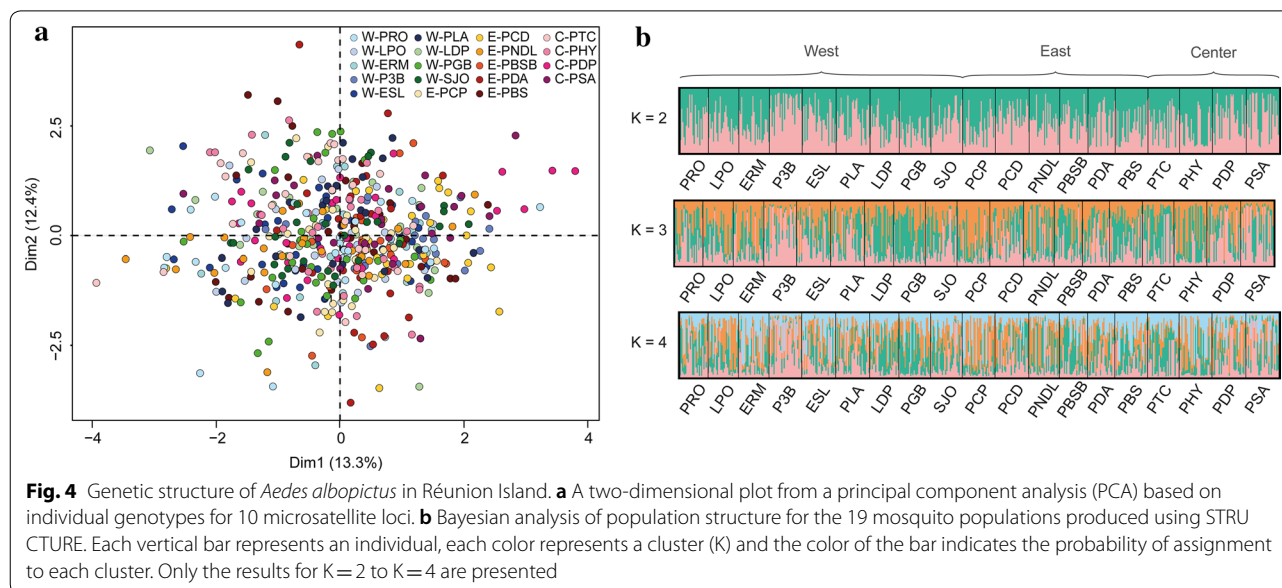 a
W-PRO W-PLA E-PCD C-PTC
W-LPO W-LDP E-PNDL C-PHY
W-ERM W-PGB E-PBSB C-PDP
W-P3B W-SJO E-PDA C-PSA
W-ESL E-PCP E-PBS
Dim2 (12.4%)
2.5
0.0
−2.5
−4 −2 0 2 4
Dim1 (13.3%)
b
West East Center
K = 2
PRO LPO ERM P3B ESL PLA LDP PGB SJO PCP PCD PNDL PBSB PDA PBS PTC PHY PDP PSA
K = 3
PRO LPO ERM P3B ESL PLA LDP PGB SJO PCP PCD PNDL PBSB PDA PBS PTC PHY PDP PSA
K = 4
PRO LPO ERM P3B ESL PLA LDP PGB SJO PCP PCD PNDL PBSB PDA PBS PTC PHY PDP PSA
Fig. 4 Genetic structure of Aedes albopictus in Réunion Island. a A two-dimensional plot from a principal component analysis (PCA) based on
individual genotypes for 10 microsatellite loci. b Bayesian analysis of population structure for the 19 mosquito populations produced using STRU
CTURE. Each vertical bar represents an individual, each color represents a cluster (K) and the color of the bar indicates the probability of assignment
to each cluster. Only the results for K = 2 to K = 4 are presented